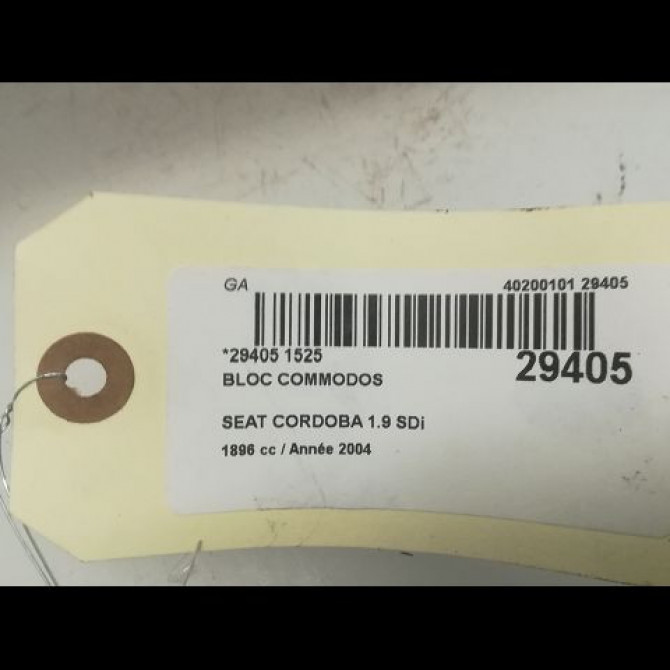 GA 40200101 29405
*29405 1525 29405
BLOC COMMODOS
SEAT CORDOBA 1.9 SDi
1896 cc / Année 2004